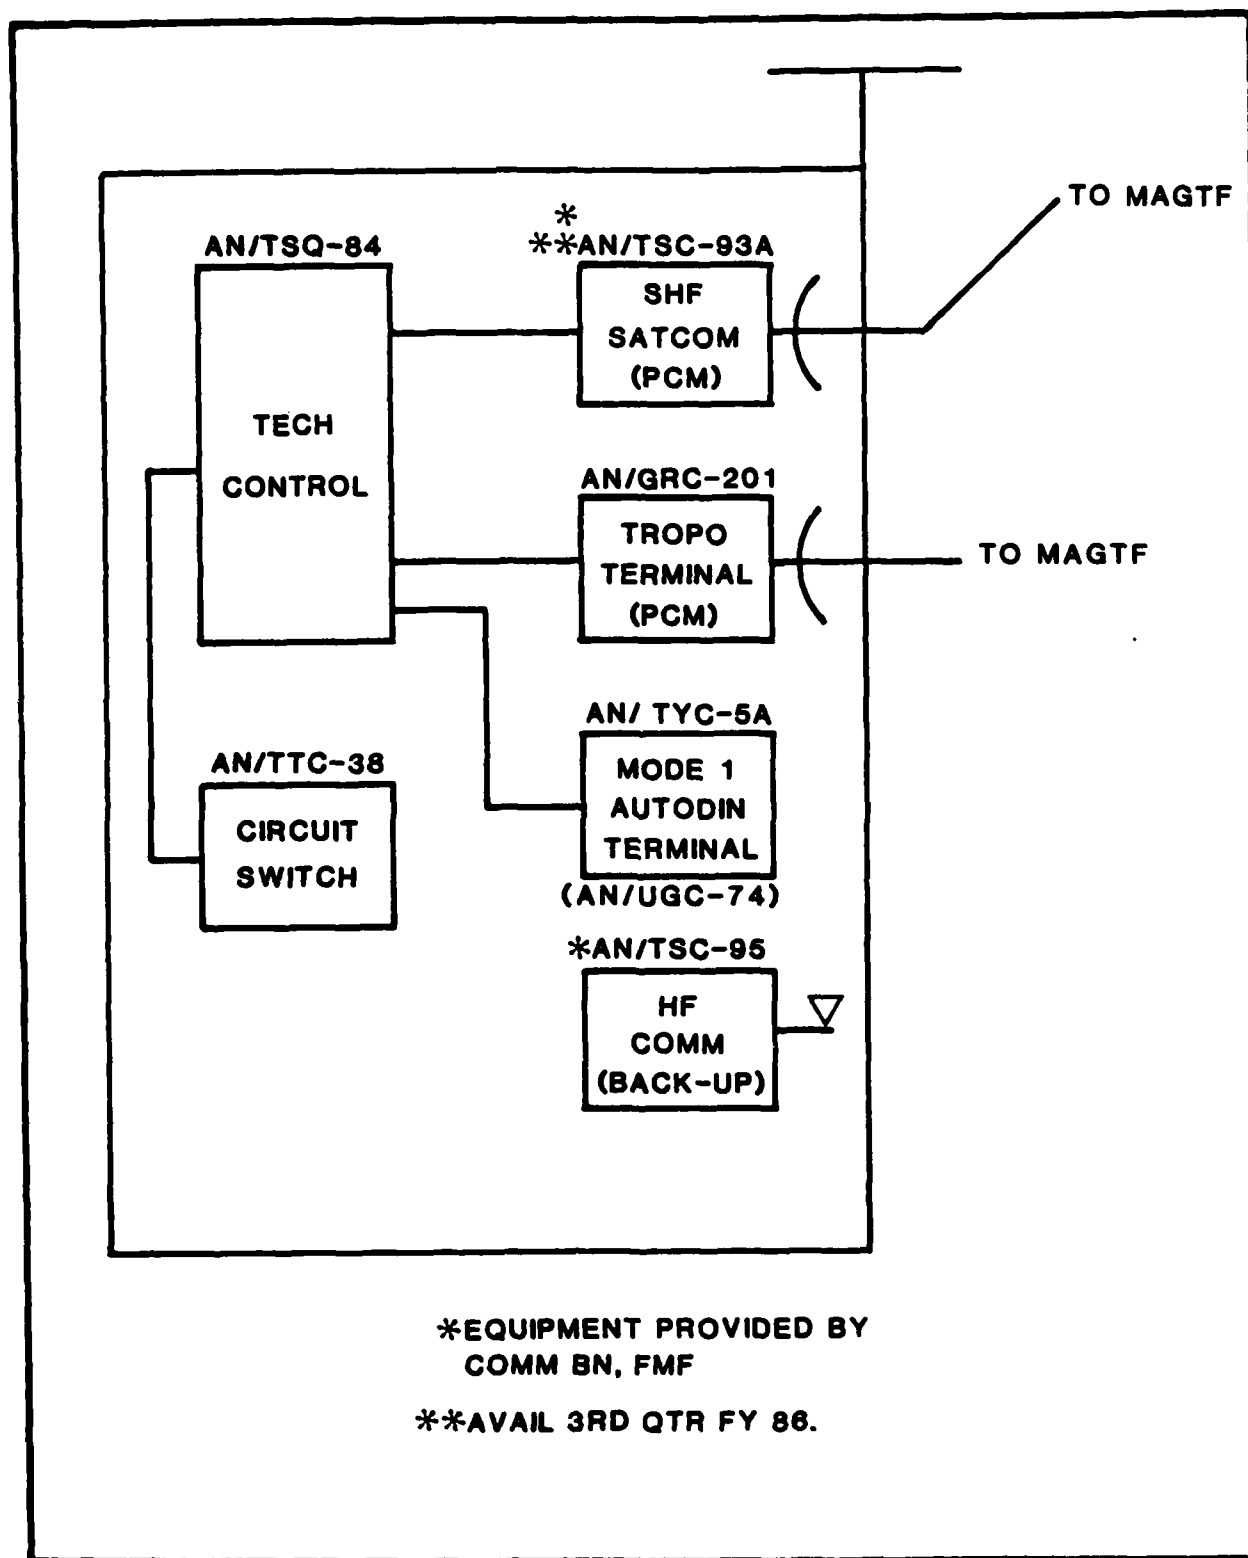 TO MAGTF
*
AN/TSQ-84
**AN/TSC-93A
SHF
SATCOM
(PCM)
TECH
CONTROL
AN/GRC-201
TROPO
TERMINAL
(PCM)
TO MAGTF
AN/ TYC-5A
MODE 1
AUTODIN
TERMINAL
(AN/UGC-74)
AN/TTC-38
CIRCUIT
SWITCH
*AN/TSC-95
HF
COMM
(BACK-UP)
*EQUIPMENT PROVIDED BY
COMM BN, FMF
**AVAIL 3RD QTR FY 86.